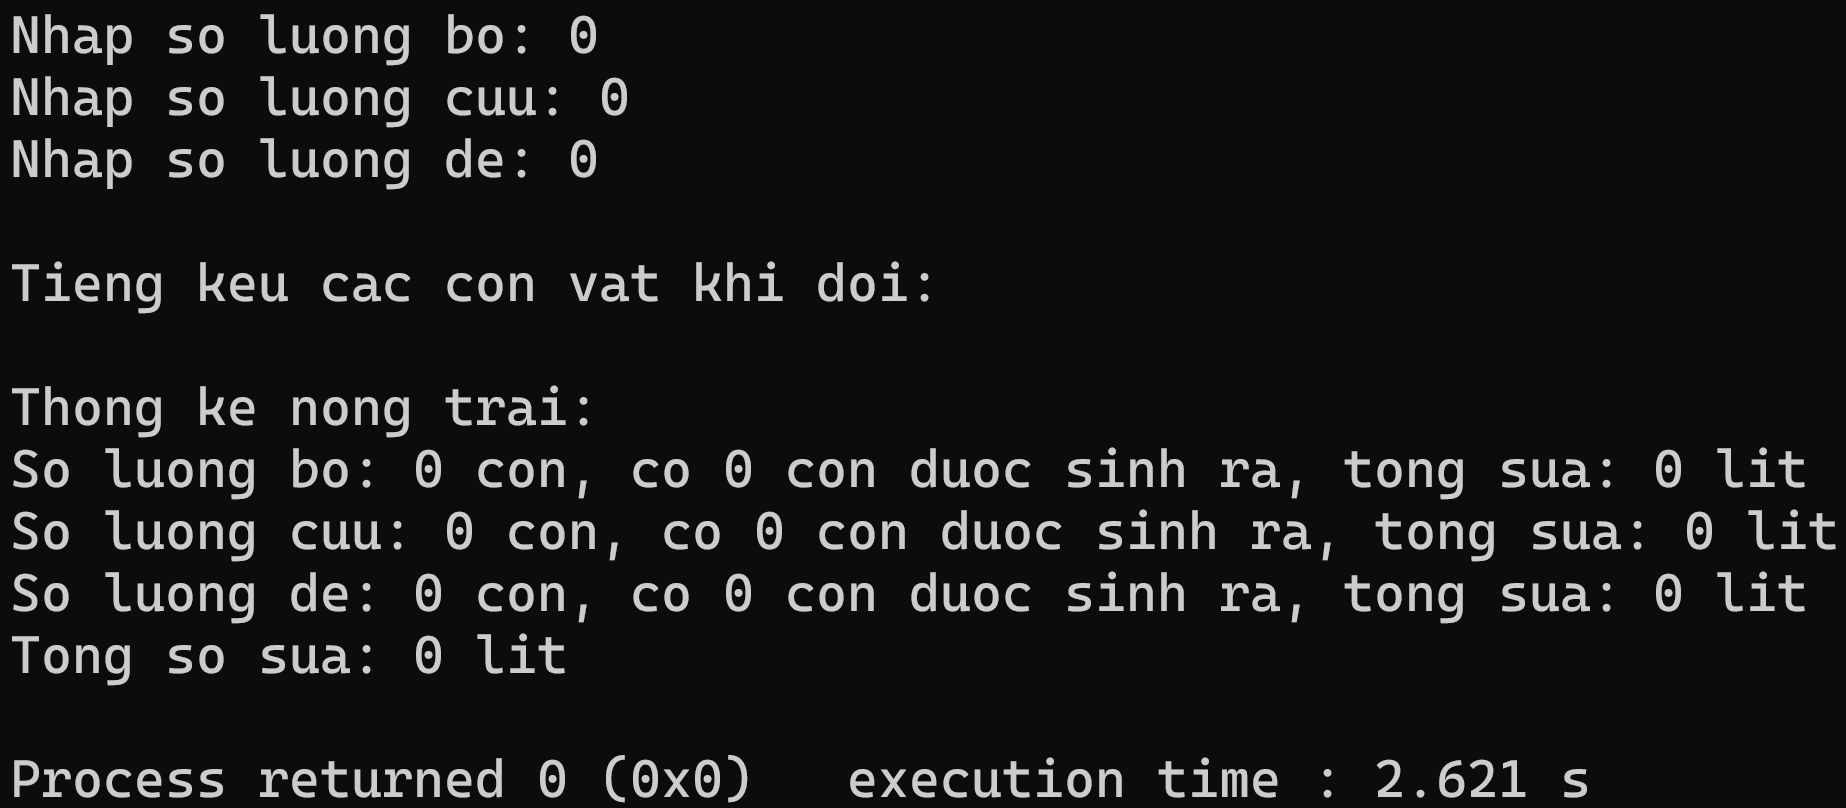 Nhap so luong bo: 0
Nhap so luong cuu: 0
Nhap so luong de: 0
Tieng keu cac con vat khi doi:
Thong ke nong trai:
So luong bo: 0 con, co 0 con duoc sinh ra, tong sua: 0 lit
So luong cuu: 0 con, co 0 con duoc sinh ra, tong sua: 0 lit
So luong de: 0 con, co 0 con duoc sinh ra, tong sua: 0 lit
Tong so sua: 0 lit
Process returned 0 (0x0)   execution time : 2.621 s